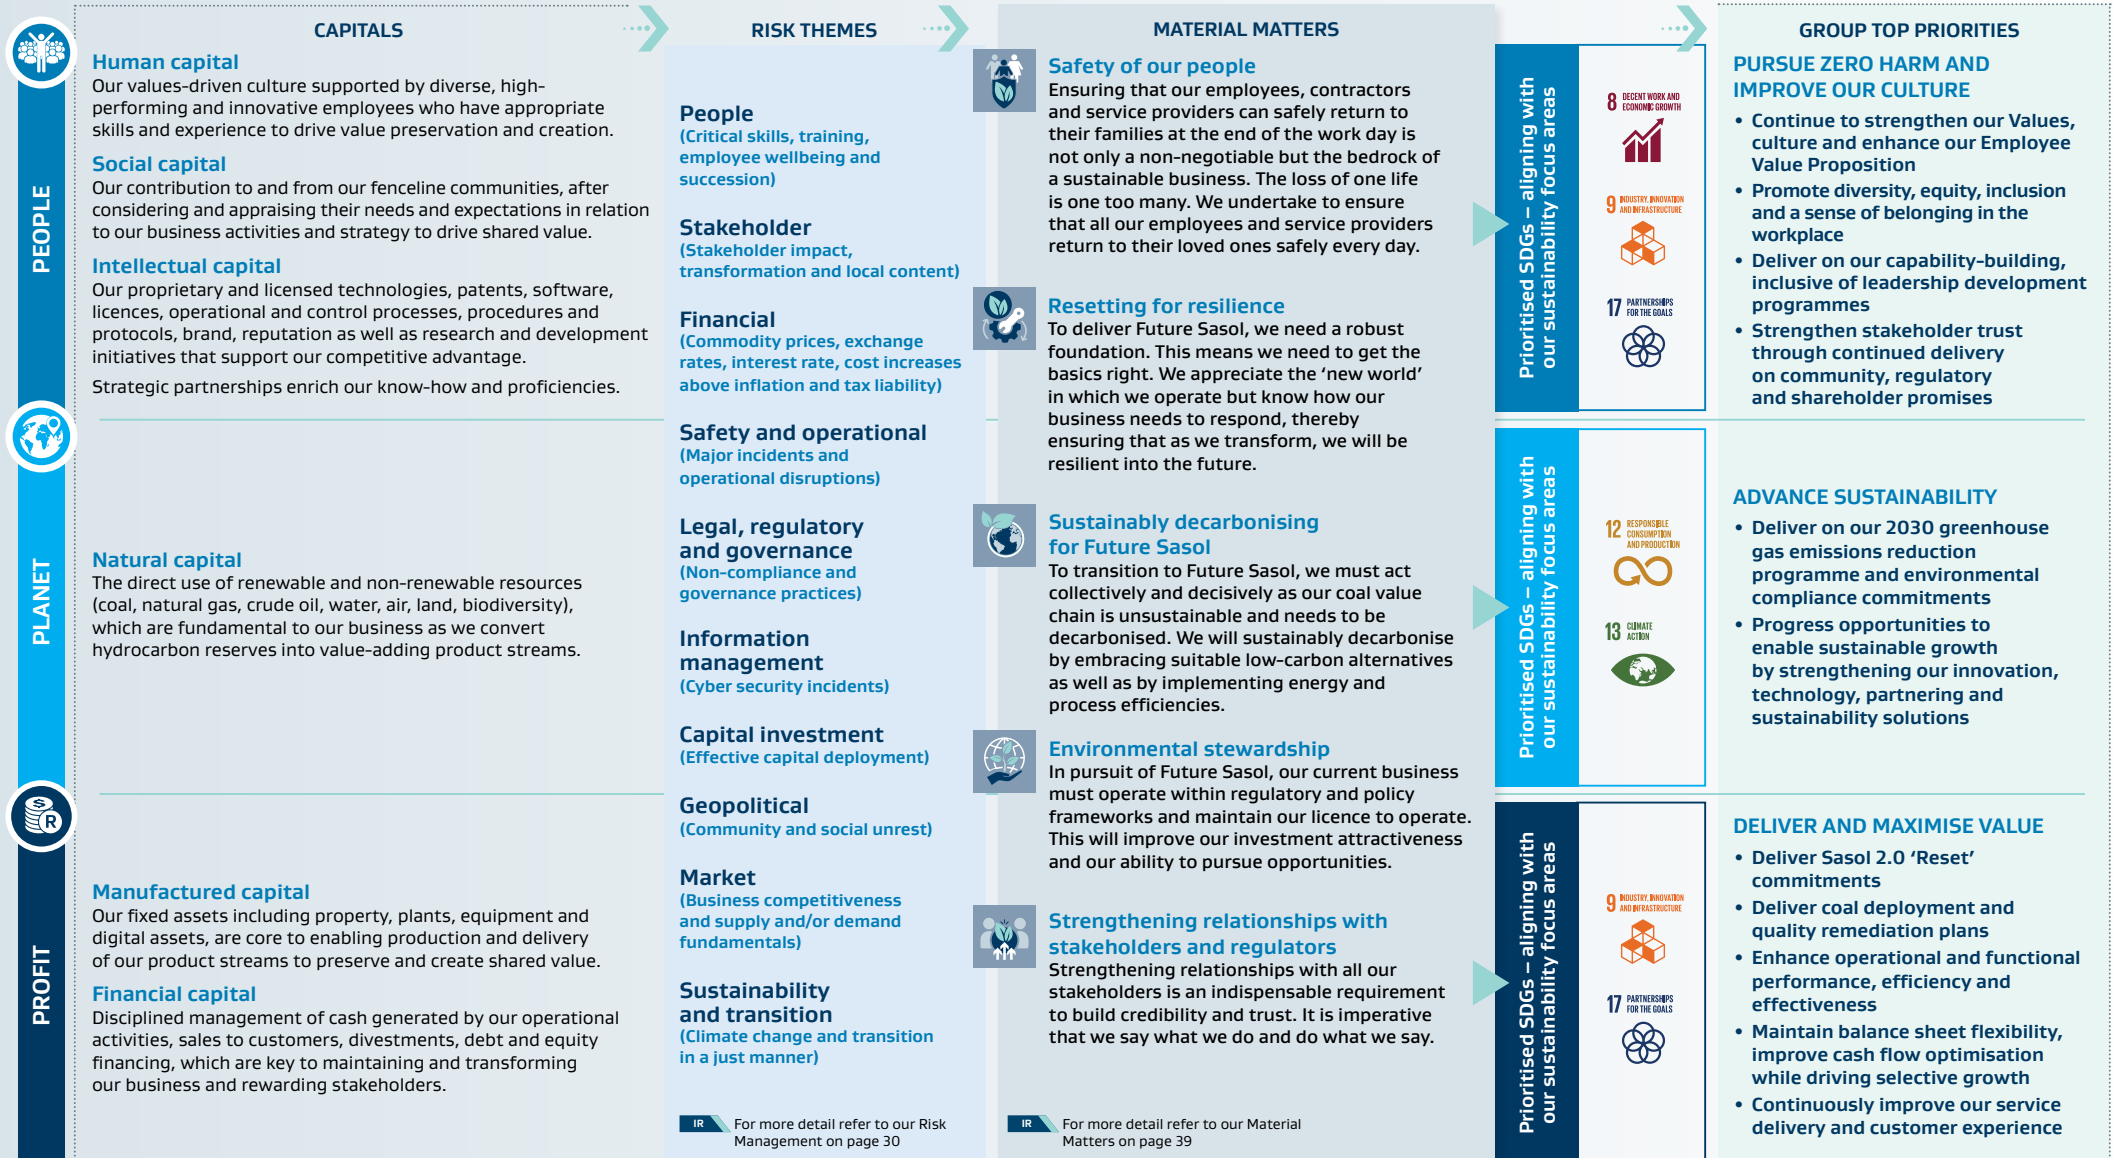 CAPITALS
RISK THEMES
MATERIAL MATTERS
GROUP TOP PRIORITIES
PEOPLE
Human capital
Our values-driven culture supported by diverse, high-
performing and innovative employees who have appropriate
skills and experience to drive value preservation and creation.
Social capital
Our contribution to and from our fenceline communities, after
considering and appraising their needs and expectations in relation
to our business activities and strategy to drive shared value.
Intellectual capital
Our proprietary and licensed technologies, patents, software,
licences, operational and control processes, procedures and
protocols, brand, reputation as well as research and development
initiatives that support our competitive advantage.
Strategic partnerships enrich our know-how and proficiencies.
PLANET
Natural capital
The direct use of renewable and non-renewable resources
(coal, natural gas, crude oil, water, air, land, biodiversity),
which are fundamental to our business as we convert
hydrocarbon reserves into value-adding product streams.
$
R
PROFIT
Manufactured capital
Our fixed assets including property, plants, equipment and
digital assets, are core to enabling production and delivery
of our product streams to preserve and create shared value.
Financial capital
Disciplined management of cash generated by our operational
activities, sales to customers, divestments, debt and equity
financing, which are key to maintaining and transforming
our business and rewarding stakeholders.
People
(Critical skills, training,
employee wellbeing and
succession)
Stakeholder
(Stakeholder impact,
transformation and local content)
Financial
(Commodity prices, exchange
rates, interest rate, cost increases
above inflation and tax liability)
Safety and operational
(Major incidents and
operational disruptions)
Legal, regulatory
and governance
(Non-compliance and
governance practices)
Information
management
(Cyber security incidents)
Capital investment
(Effective capital deployment)
Geopolitical
(Community and social unrest)
Market
(Business competitiveness
and supply and/or demand
fundamentals)
Sustainability
and transition
(Climate change and transition
in a just manner)
IR For more detail refer to our Risk
Management on page 30
Safety of our people
Ensuring that our employees, contractors
and service providers can safely return to
their families at the end of the work day is
not only a non-negotiable but the bedrock of
a sustainable business. The loss of one life
is one too many. We undertake to ensure
that all our employees and service providers
return to their loved ones safely every day.
Resetting for resilience
To deliver Future Sasol, we need a robust
foundation. This means we need to get the
basics right. We appreciate the ‘new world’
in which we operate but know how our
business needs to respond, thereby
ensuring that as we transform, we will be
resilient into the future.
Sustainably decarbonising
for Future Sasol
To transition to Future Sasol, we must act
collectively and decisively as our coal value
chain is unsustainable and needs to be
decarbonised. We will sustainably decarbonise
by embracing suitable low-carbon alternatives
as well as by implementing energy and
process efficiencies.
Environmental stewardship
In pursuit of Future Sasol, our current business
must operate within regulatory and policy
frameworks and maintain our licence to operate.
This will improve our investment attractiveness
and our ability to pursue opportunities.
Strengthening relationships with
stakeholders and regulators
Strengthening relationships with all our
stakeholders is an indispensable requirement
to build credibility and trust. It is imperative
that we say what we do and do what we say.
IR For more detail refer to our Material
Matters on page 39
Prioritised SDGs – aligning with
our sustainability focus areas
8 DECENT WORK AND
ECONOMIC GROWTH
9 INDUSTRY, INNOVATION
AND INFRASTRUCTURE
17 PARTNERSHIPS
FOR THE GOALS
Prioritised SDGs – aligning with
our sustainability focus areas
12 RESPONSIBLE
CONSUMPTION
AND PRODUCTION
13 CLIMATE
ACTION
Prioritised SDGs – aligning with
our sustainability focus areas
9 INDUSTRY, INNOVATION
AND INFRASTRUCTURE
17 PARTNERSHIPS
FOR THE GOALS
PURSUE ZERO HARM AND
IMPROVE OUR CULTURE
• Continue to strengthen our Values,
culture and enhance our Employee
Value Proposition
• Promote diversity, equity, inclusion
and a sense of belonging in the
workplace
• Deliver on our capability-building,
inclusive of leadership development
programmes
• Strengthen stakeholder trust
through continued delivery
on community, regulatory
and shareholder promises
ADVANCE SUSTAINABILITY
• Deliver on our 2030 greenhouse
gas emissions reduction
programme and environmental
compliance commitments
• Progress opportunities to
enable sustainable growth
by strengthening our innovation,
technology, partnering and
sustainability solutions
DELIVER AND MAXIMISE VALUE
• Deliver Sasol 2.0 ‘Reset’
commitments
• Deliver coal deployment and
quality remediation plans
• Enhance operational and functional
performance, efficiency and
effectiveness
• Maintain balance sheet flexibility,
improve cash flow optimisation
while driving selective growth
• Continuously improve our service
delivery and customer experience